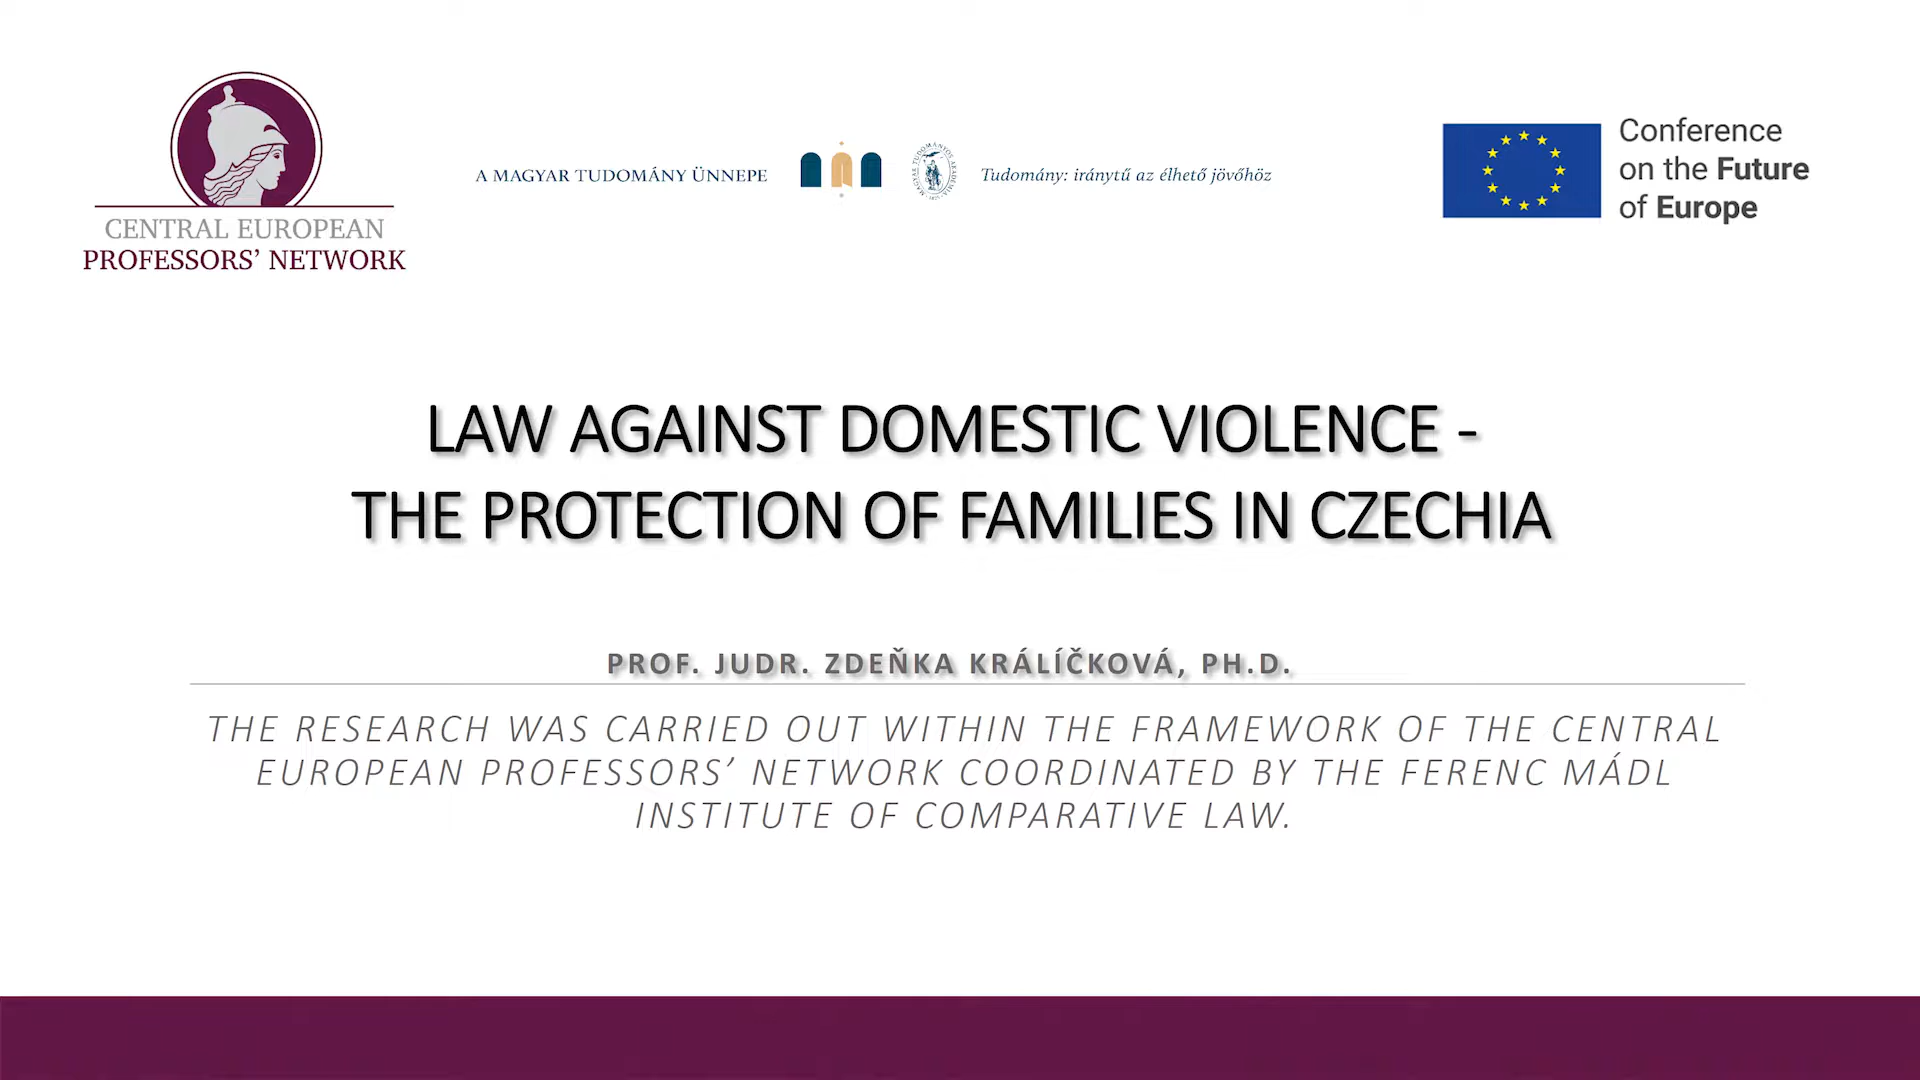 CENTRAL EUROPEAN
PROFESSORS’ NETWORK
A MAGYAR TUDOMÁNY ÜNNEPE
Tudomány: iránytű az élhető jövőhöz
Conference
on the Future
of Europe
LAW AGAINST DOMESTIC VIOLENCE -
THE PROTECTION OF FAMILIES IN CZECHIA
PROF. JUDR. ZDEŇKA KRÁLÍČKOVÁ, PH.D.
THE RESEARCH WAS CARRIED OUT WITHIN THE FRAMEWORK OF THE CENTRAL
EUROPEAN PROFESSORS’ NETWORK COORDINATED BY THE FERENC MÁDL
INSTITUTE OF COMPARATIVE LAW.